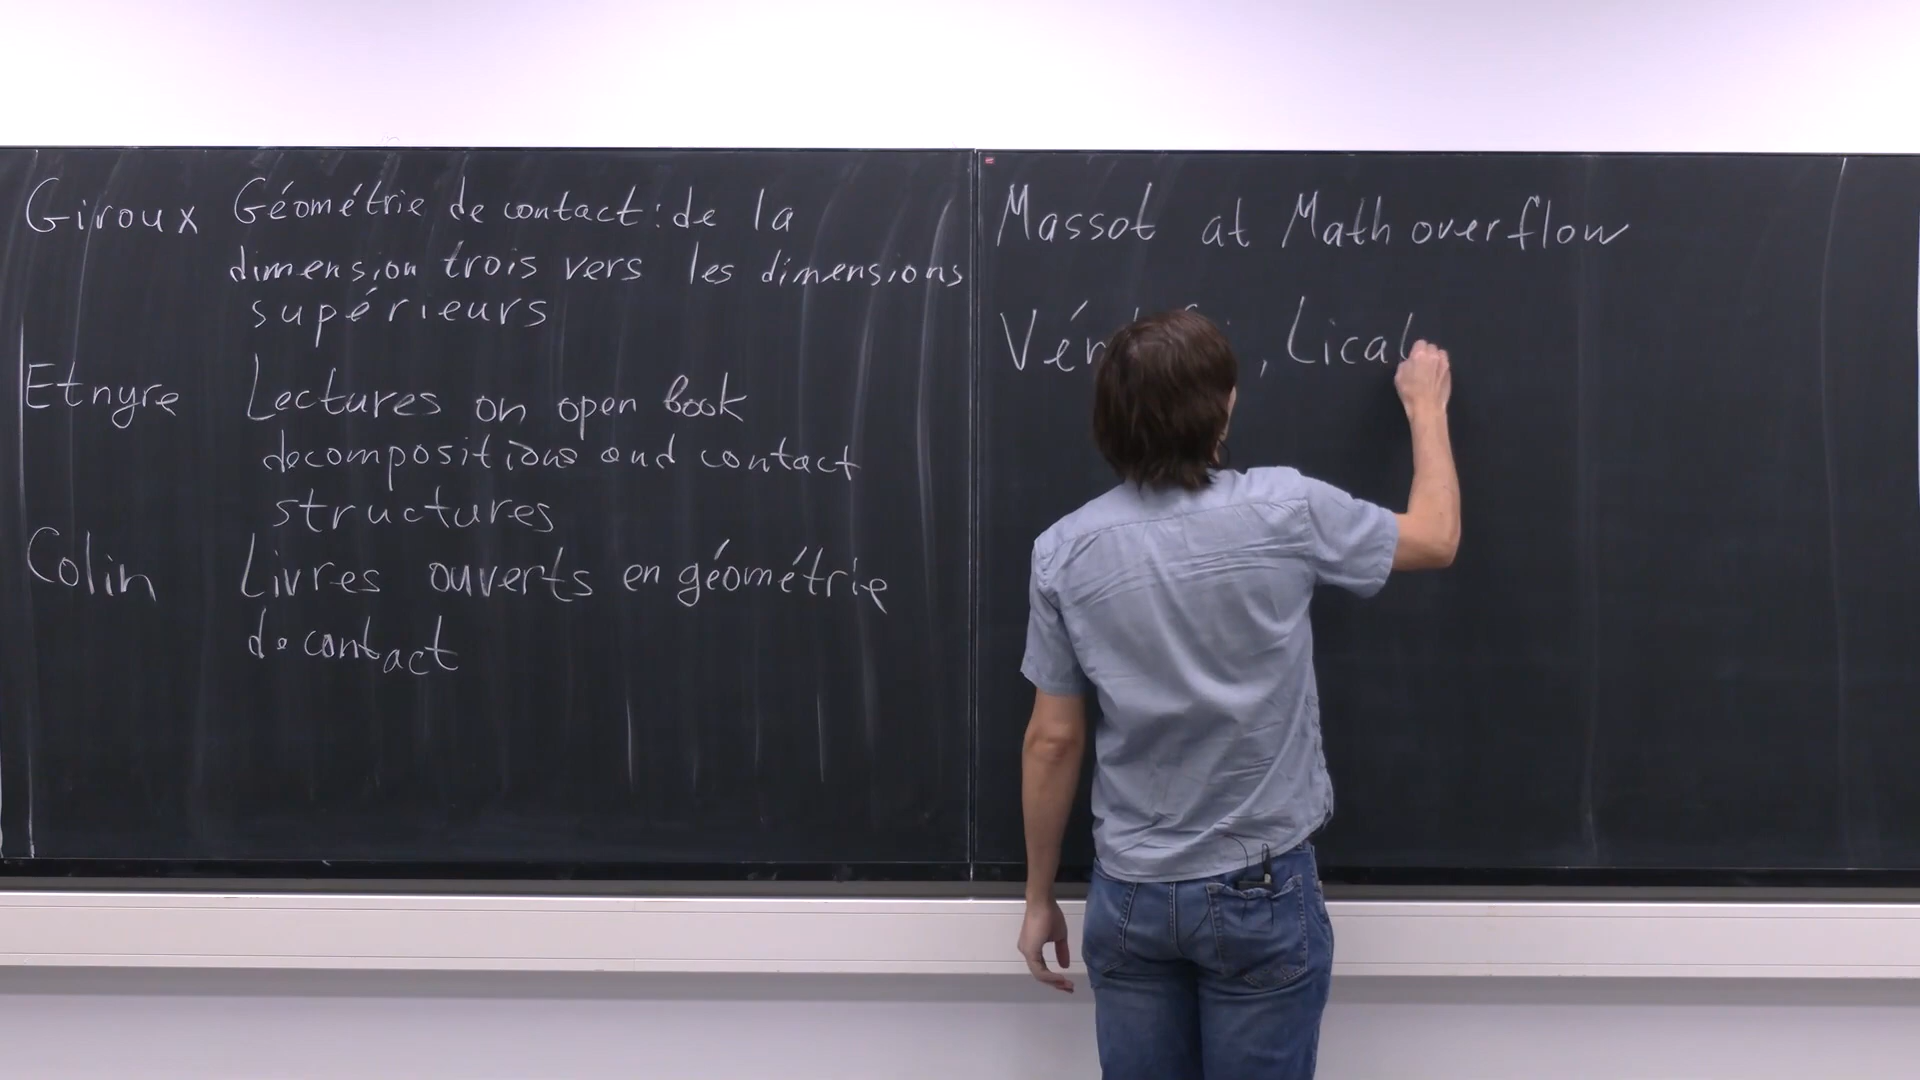 Giroux Géométrie de contact: de la
dimension trois vers les dimensions
supérieurs
Etnyre Lectures on open book
decompositions and contact
structures
Colin Livres ouverts en géométrie
de contact
Massot at Math overflow
, Lical